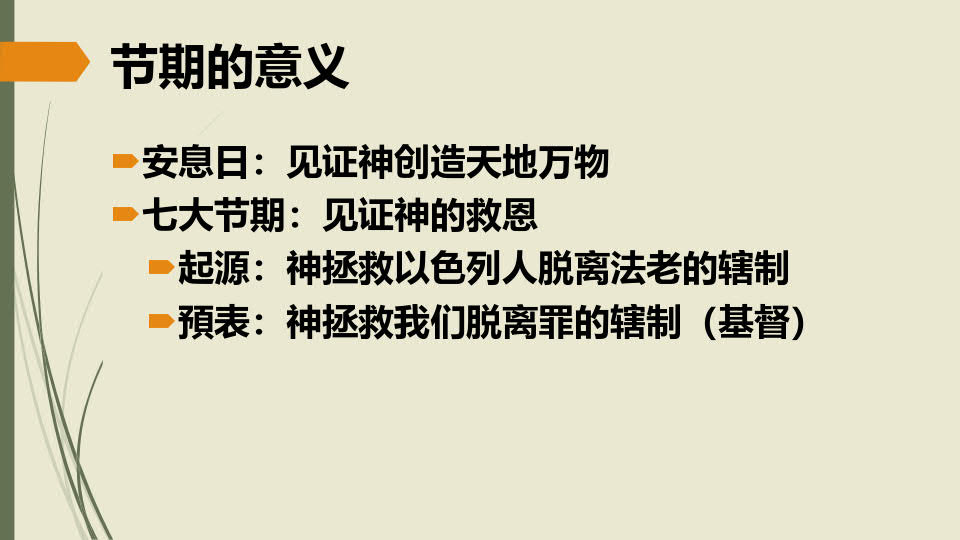 节期的意义
安息日：见证神创造天地万物
七大节期：见证神的救恩
起源：神拯救以色列人脱离法老的辖制
預表：神拯救我们脱离罪的辖制（基督）